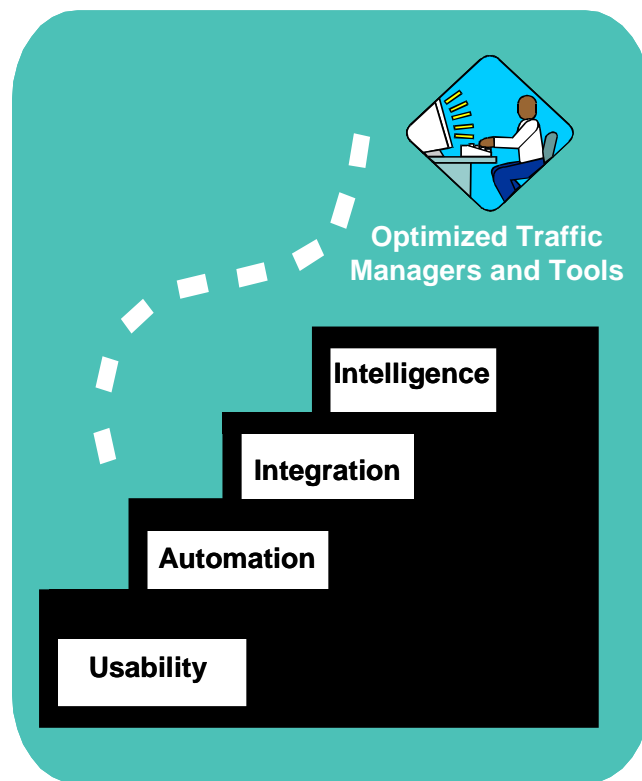 Optimized Traffic
Managers and Tools
Intelligence
Integration
Automation
Usability